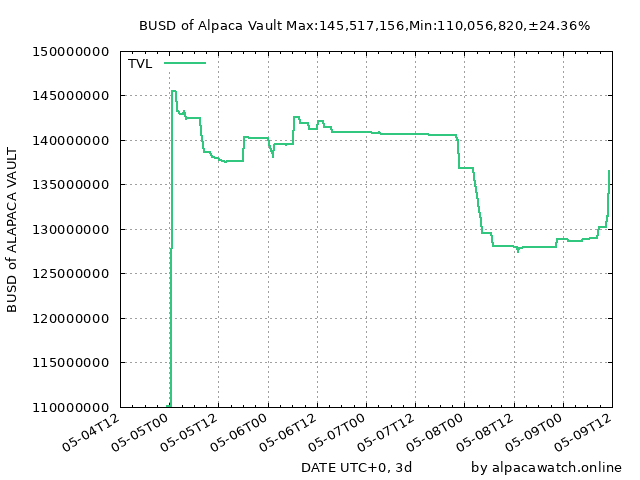 BUSD of Alpaca Vault Max:145,517,156,Min:110,056,820,±24.36%
TVL
150000000
145000000
140000000
135000000
130000000
125000000
120000000
115000000
110000000
BUSD of ALAPACA VAULT
05-04T12
05-05T00
05-05T12
05-06T00
05-06T12
05-07T00
05-07T12
05-08T00
05-08T12
05-09T00
05-09T12
DATE UTC+0, 3d
by alpacawatch.online